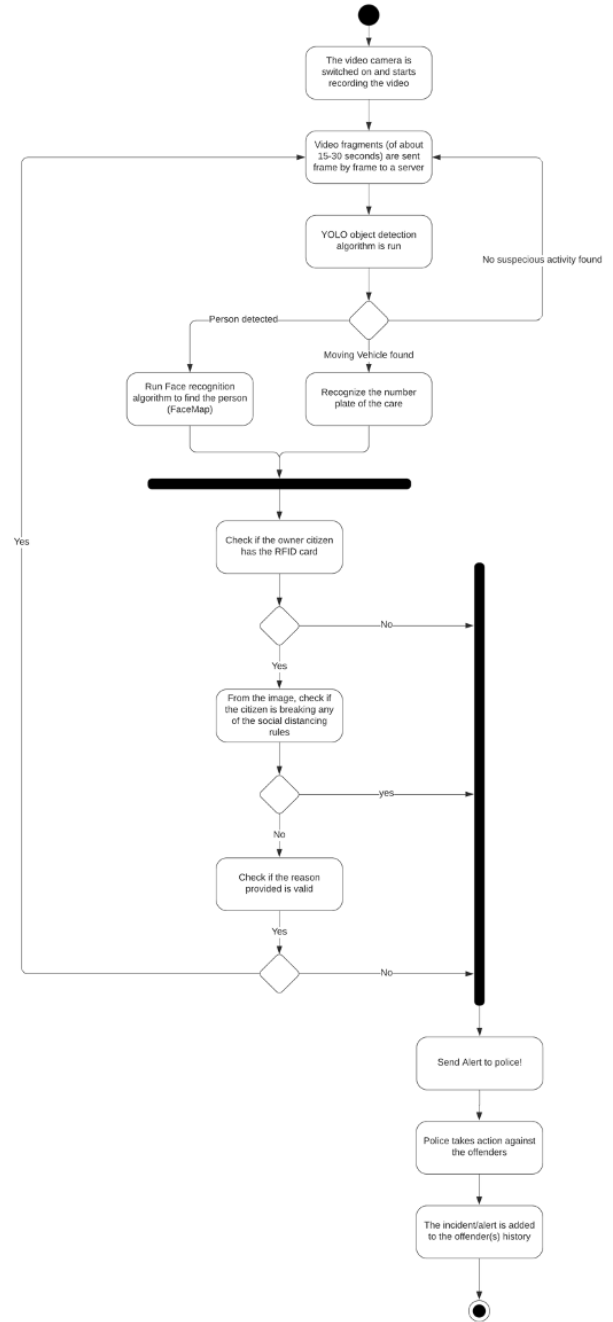 The video camera is
switched on and starts
recording the video
Video fragments (of about
15-30 seconds) are sent
frame by frame to a server
YOLO object detection
algorithm is run
No suspecious activity found
Person detected
Moving Vehicle found
Run Face recognition
algorithm to find the person
(FaceMap)
Recognize the number
plate of the care
Yes
Check if the owner citizen
has the RFID card
No
Yes
From the image, check if
the citizen is breaking any
of the social distancing
rules
yes
No
Check if the reason
provided is valid
Yes
No
Send Alert to police!
Police takes action against
the offenders
The incident/alert is added
to the offender(s) history